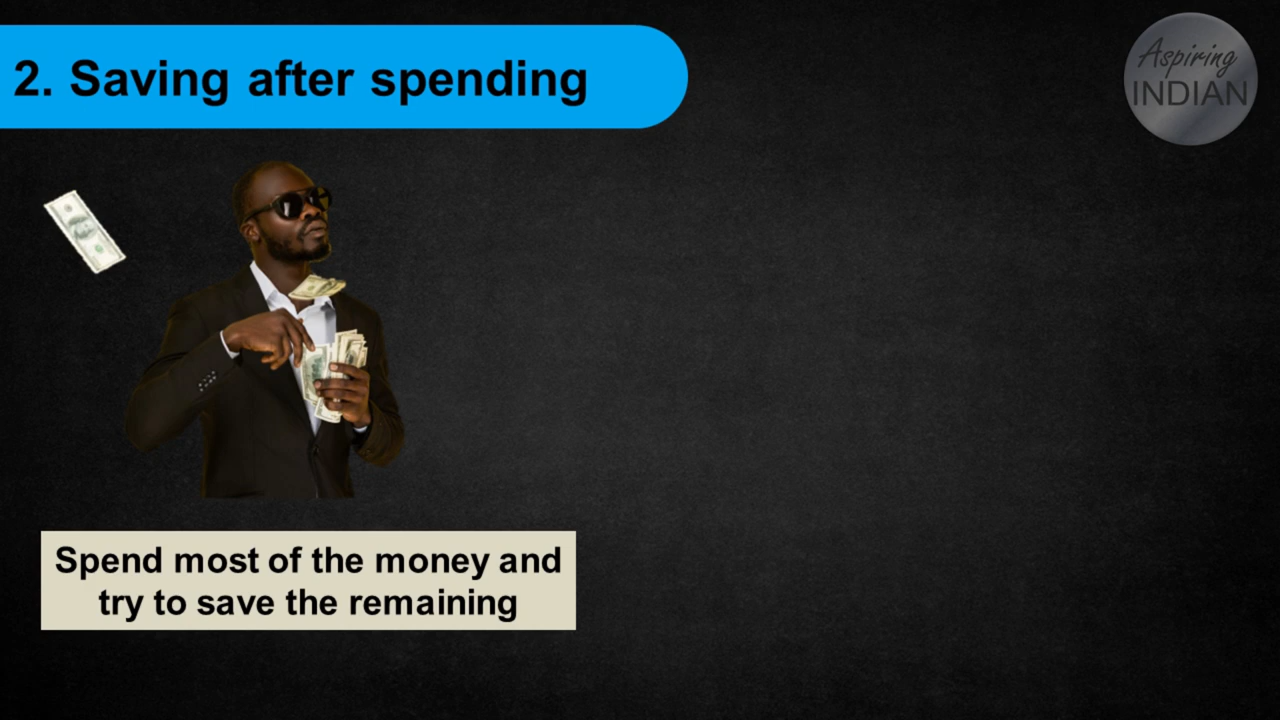 2. Saving after spending
Aspiring
INDIAN
Spend most of the money and
try to save the remaining